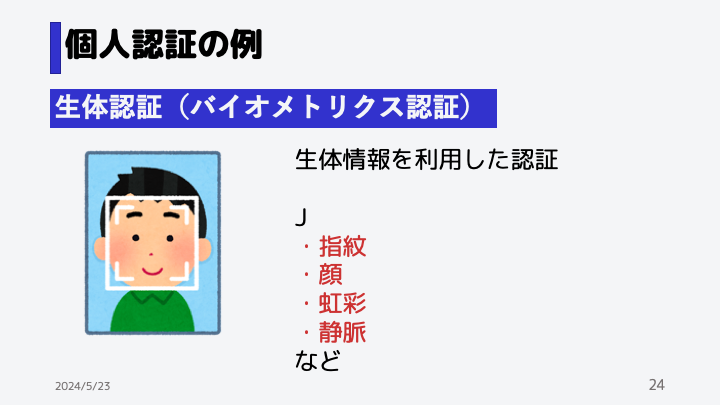 個人認証の例
生体認証（バイオメトリクス認証）
生体情報を利用した認証
J
・指紋
・顔
・虹彩
・静脈
など
2024/5/23
24